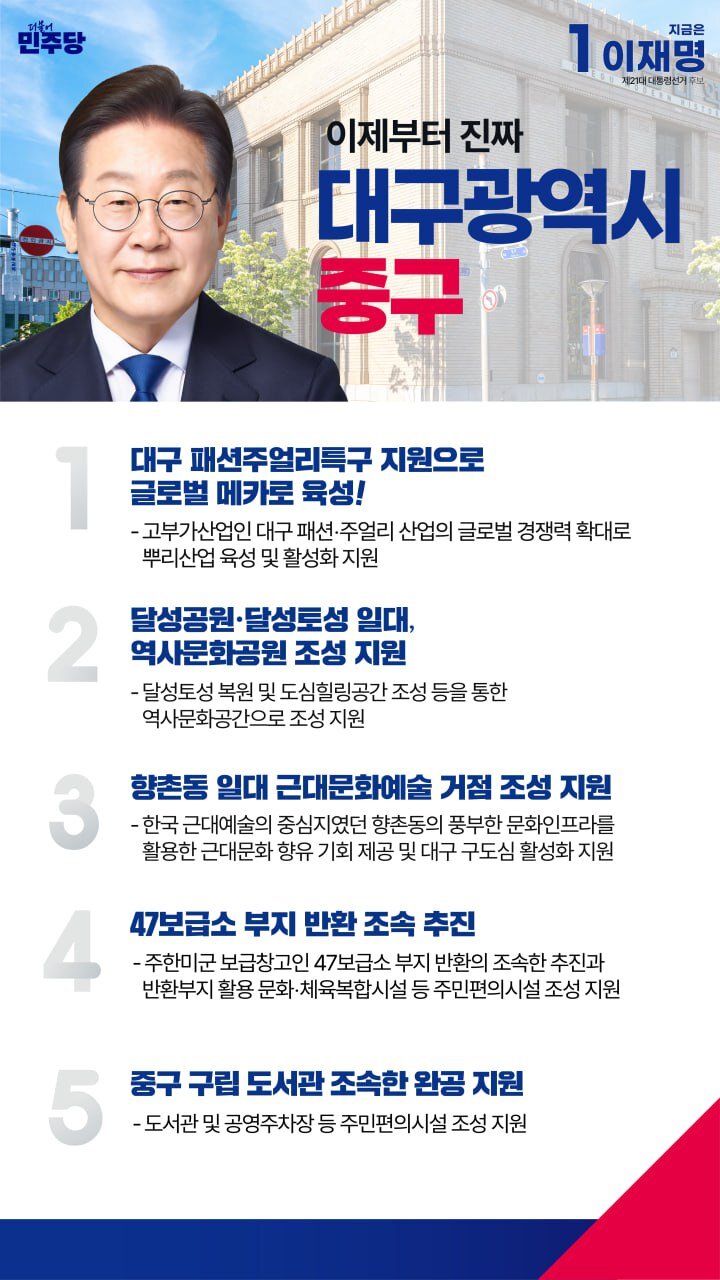 더불어
민주당
지금은
1 이재명
제21대 대통령선거 후보
이제부터 진짜
대구광역시
중구
1
대구 패션주얼리특구 지원으로
글로벌 메카로 육성!
- 고부가산업인 대구 패션·주얼리 산업의 글로벌 경쟁력 확대로
뿌리산업 육성 및 활성화 지원
2
달성공원·달성토성 일대,
역사문화공원 조성 지원
- 달성토성 복원 및 도심힐링공간 조성 등을 통한
역사문화공간으로 조성 지원
3
향촌동 일대 근대문화예술 거점 조성 지원
- 한국 근대예술의 중심지였던 향촌동의 풍부한 문화인프라를
활용한 근대문화 향유 기회 제공 및 대구 구도심 활성화 지원
4
47보급소 부지 반환 조속 추진
- 주한미군 보급창고인 47보급소 부지 반환의 조속한 추진과
반환부지 활용 문화·체육복합시설 등 주민편의시설 조성 지원
5
중구 구립 도서관 조속한 완공 지원
- 도서관 및 공영주차장 등 주민편의시설 조성 지원